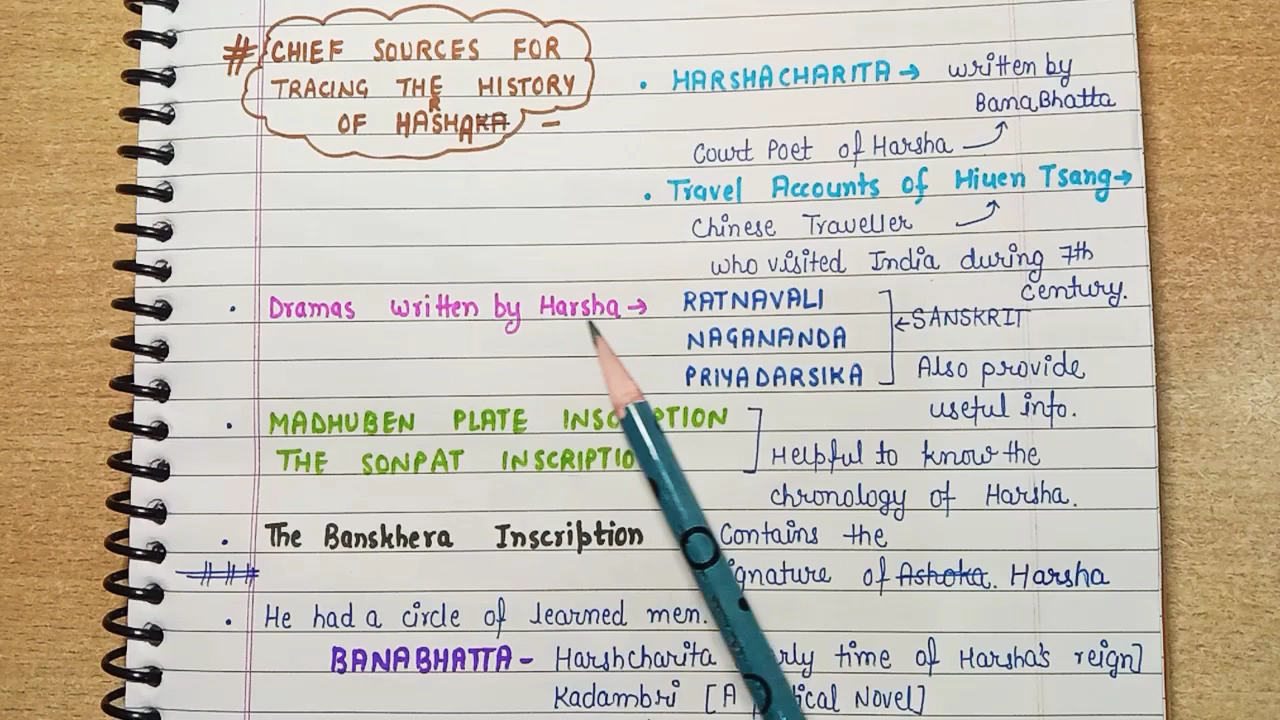 # CHIEF SOURCES FOR
TRACING THE HISTORY
OF HARSHA –
• HARSHACHARITA → written by
BanaBhatta
Court Poet of Harsha
• Travel Accounts of Hiuen Tsang →
Chinese Traveller
who visited India during 7th
century.
• Dramas written by Harsha → RATNAVALI
NAGANANDA
PRIYADARSIKA
← SANSKRIT
Also provide
useful info.
• MADHUBEN PLATE INSCRIPTION
THE SONPAT INSCRIPTIO
Helpful to know the
chronology of Harsha.
• The Banskhera Inscription Contains the
ignature of Ashoka. Harsha
• He had a circle of learned men.
BANABHATTA – Harshcharita rly time of Harsha's reign]
Kadambri [A ical Novel]